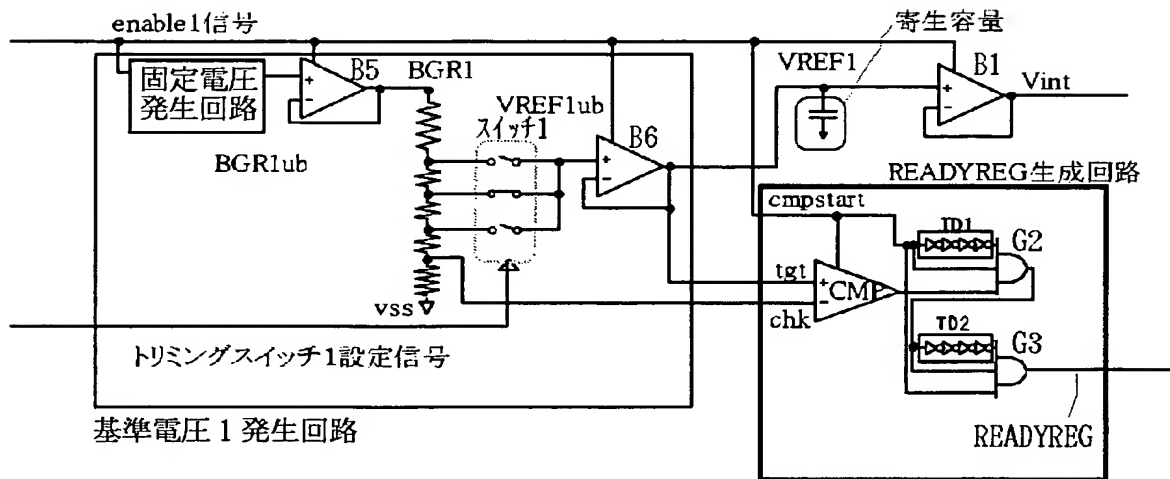 enable1信号
寄生容量
固定電圧
発生回路
B5
BGR1
VREF1ub
スイッチ1
B6
VREF1
B1
Vint
BGR1ub
READYREG生成回路
cmpstart
TD1
G2
tgt
CMP
chk
vss
TD2
G3
トリミングスイッチ1設定信号
基準電圧1発生回路
READYREG
+
-
+
-
+
-
+
-